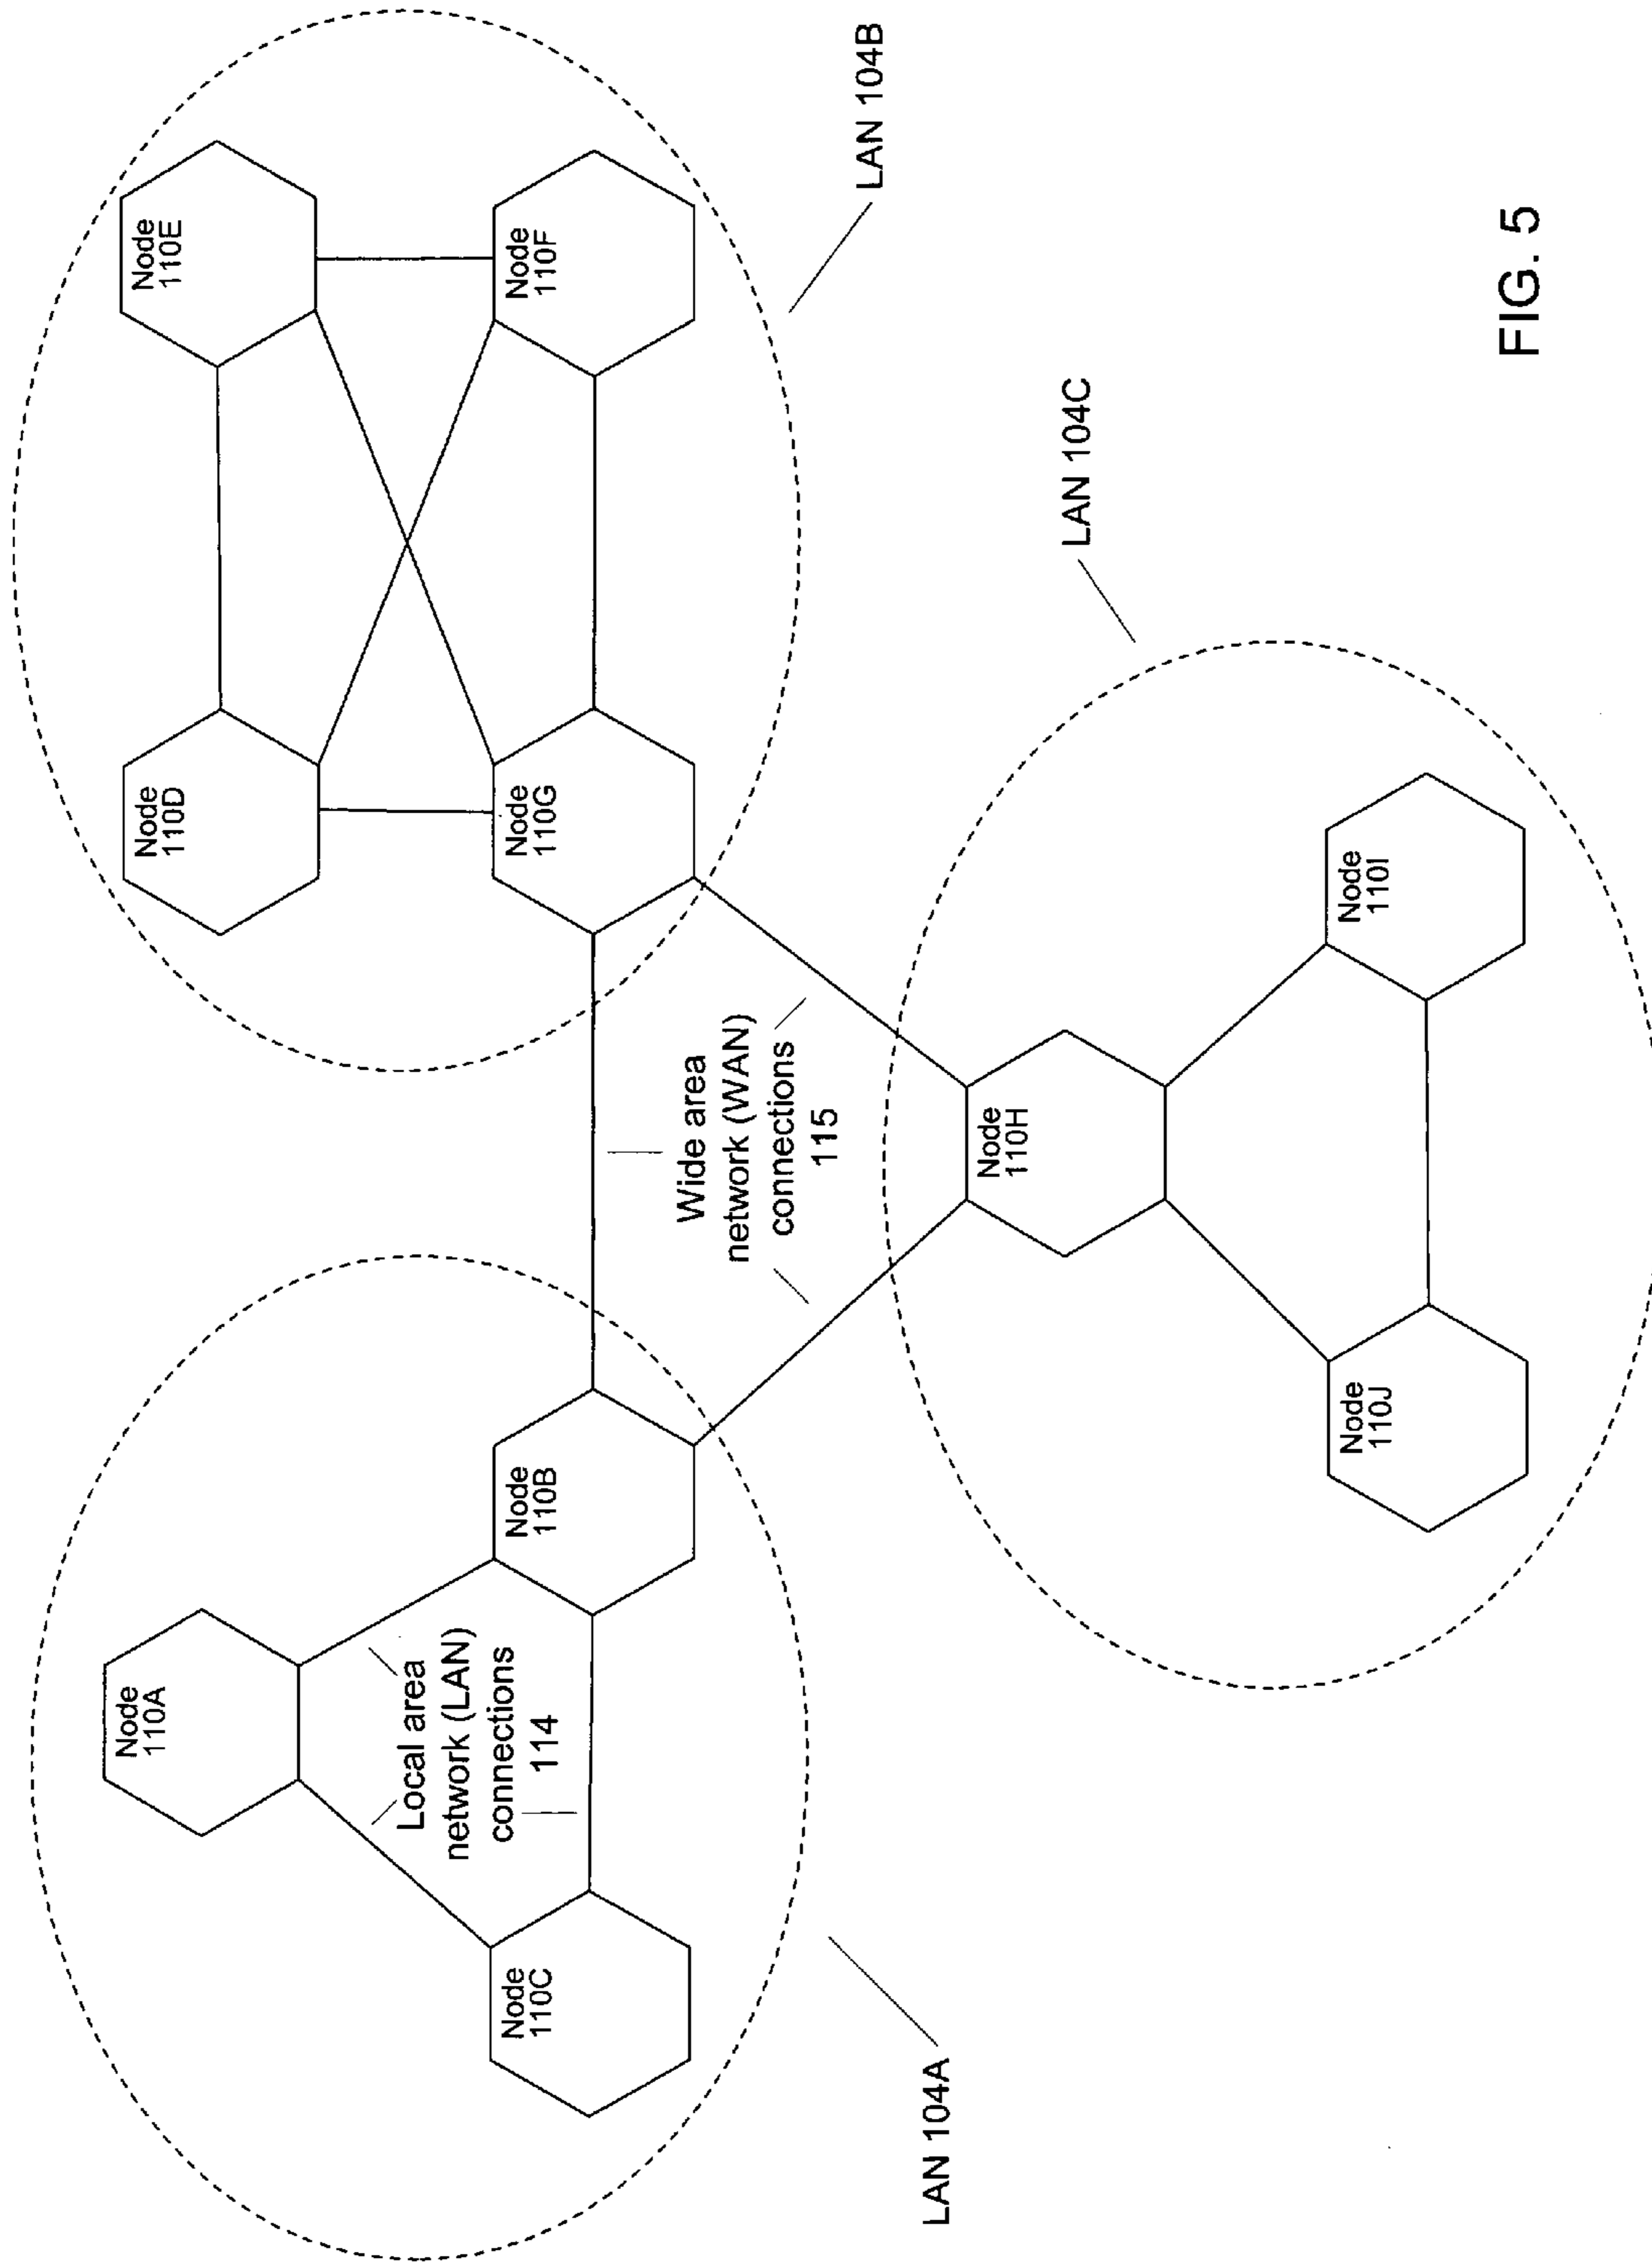 Node
110A
Local area
network (LAN)
connections
114
Node
110C
Node
110B
LAN 104A
Node
110D
Node
110E
Node
110G
Node
110F
LAN 104B
Wide area
network (WAN)
connections
115
Node
110H
Node
110J
Node
110I
LAN 104C
FIG. 5